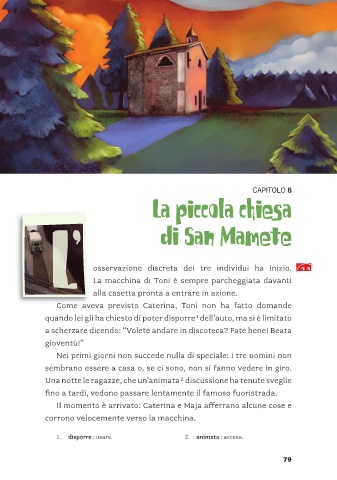 CAPITOLO 8
La piccola chiesa
di San Mamete
L'
osservazione discreta dei tre individui ha inizio.
La macchina di Toni è sempre parcheggiata davanti
alla casetta pronta a entrare in azione.
Come aveva previsto Caterina, Toni non ha fatto domande
quando lei gli ha chiesto di poter disporre¹ dell'auto, ma si è limitato
a scherzare dicendo: "Volete andare in discoteca? Fate bene! Beata
gioventù!"
Nei primi giorni non succede nulla di speciale: i tre uomini non
sembrano essere a casa o, se ci sono, non si fanno vedere in giro.
Una notte le ragazze, che un'animata² discussione ha tenute sveglie
fino a tardi, vedono passare lentamente il famoso fuoristrada.
Il momento è arrivato: Caterina e Maja afferrano alcune cose e
corrono velocemente verso la macchina.
1. disporre : usare.
2. animata : accesa.
79